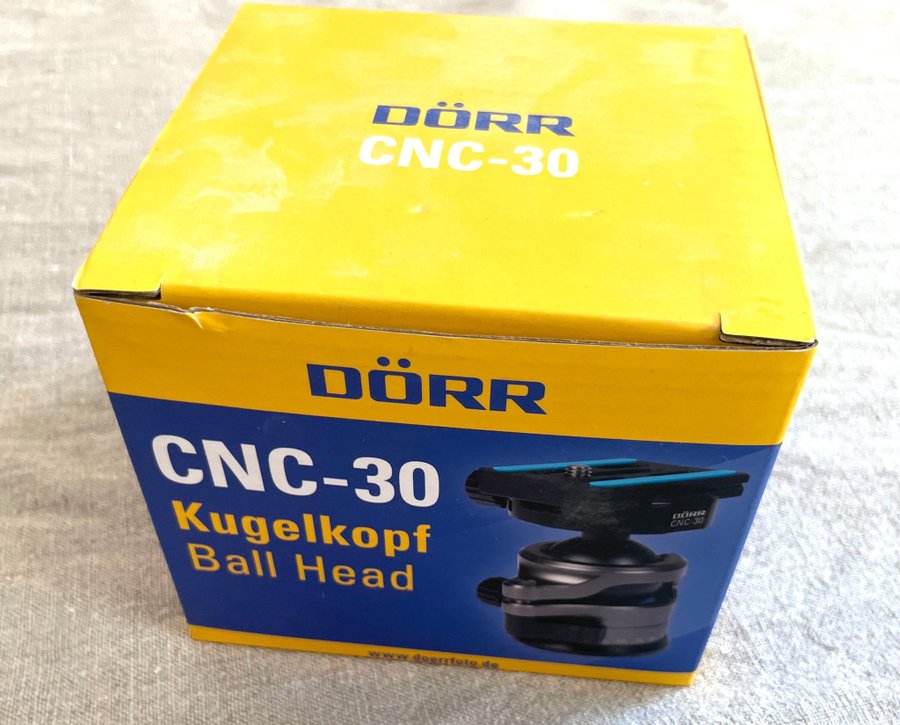 DÖRR
CNC-30
DÖRR
CNC-30
Kugelkopf
Ball Head
DÖRR
CNC-30
www.doerrfoto.de